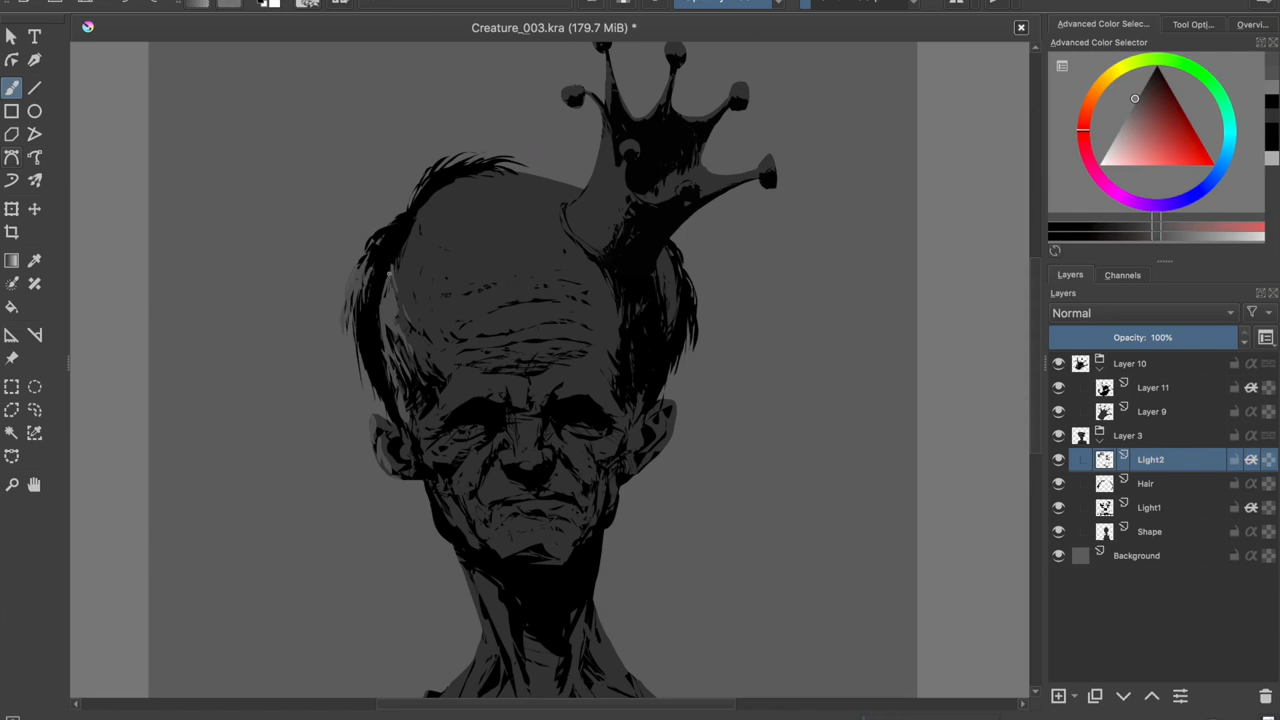 Creature_003.kra (179.7 MiB) *
Advanced Color Selec...
Tool Opti...
Overvi...
Advanced Color Selector
Layers
Channels
Layers
Normal
Opacity: 100%
Layer 10
Layer 11
Layer 9
Layer 3
Light2
Hair
Light1
Shape
Background